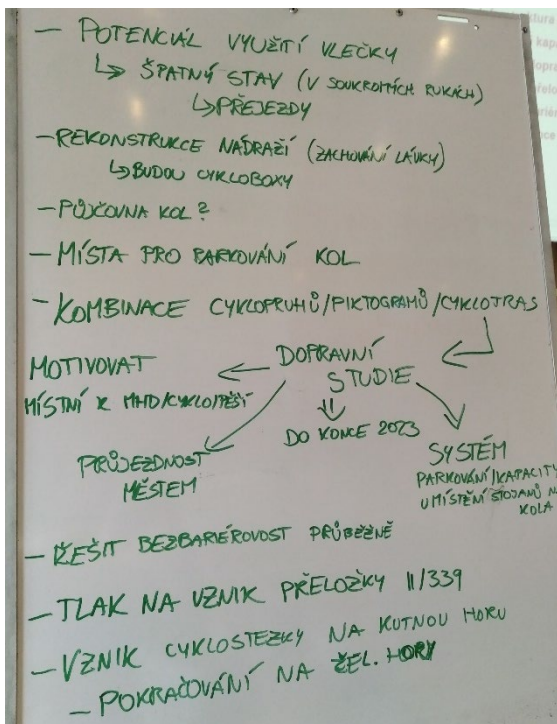 - POTENCIÁL VYUŽITÍ VLEČKY
↳ ŠPATNÝ STAV (V SOUKROMÝCH RUKÁCH)
↳ PŘEJEZDY
- REKONSTRUKCE NÁDRAŽÍ (ZACHOVÁNÍ LÁVKY)
↳ BUDOU CYKLOBOXY
- PŮJČOVNA KOL?
- MÍSTA PRO PARKOVÁNÍ KOL
- KOMBINACE CYKLOPRUHŮ/PIKTOGRAMŮ/CYKLOTRAS
DOPRAVNÍ
STUDIE
MOTIVOVAT
MÍSTNÍ K MHD/CYKLO/PĚŠÍ
DO KONCE 2023
PRŮJEZDNOST
MĚSTEM
SYSTÉM
PARKOVÁNÍ/KAPACITY
UMÍSTĚNÍ STOJANŮ NA
KOLA
- ŘEŠIT BEZBARIÉROVOST PRŮBĚŽNĚ
- TLAK NA VZNIK PŘELOŽKY II/339
- VZNIK CYKLOSTEZKY NA KUTNOU HORU
- POKRAČOVÁNÍ NA ŽEL. HORY